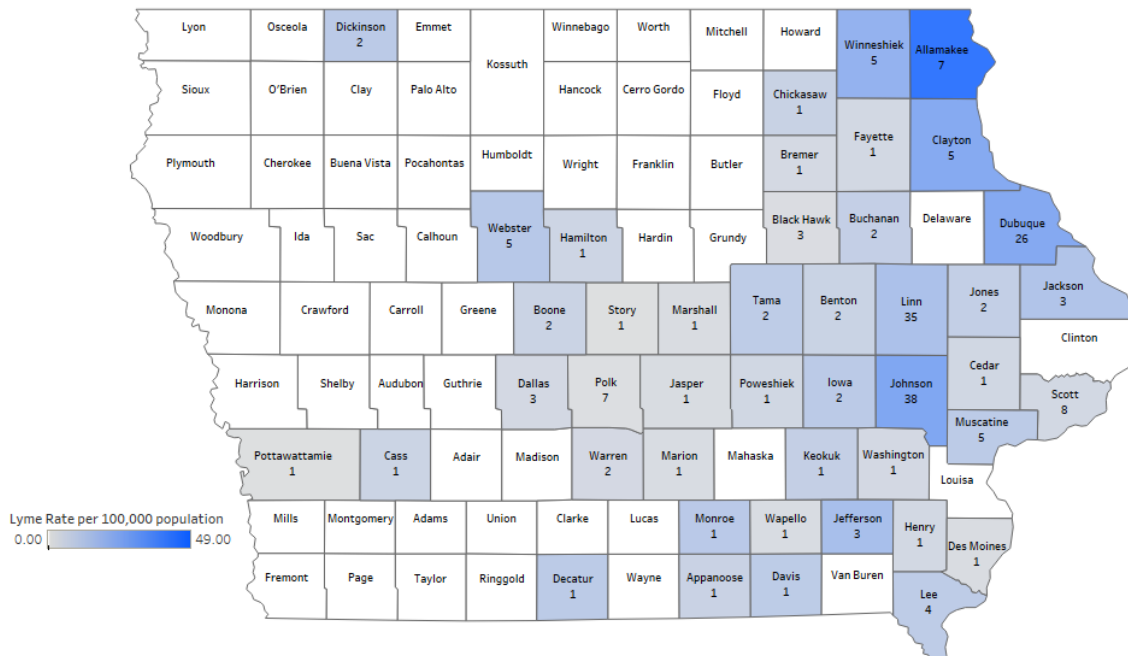 Lyon
Osceola
Dickinson
2
Emmet
Kossuth
Winnebago
Worth
Mitchell
Howard
Winneshiek
5
Allamakee
7
Sioux
O'Brien
Clay
Palo Alto
Hancock
Cerro Gordo
Floyd
Chickasaw
1
Fayette
1
Clayton
5
Plymouth
Cherokee
Buena Vista
Pocahontas
Humboldt
Wright
Franklin
Butler
Bremer
1
Woodbury
Ida
Sac
Calhoun
Webster
5
Hamilton
1
Hardin
Grundy
Black Hawk
3
Buchanan
2
Delaware
Dubuque
26
Monona
Crawford
Carroll
Greene
Boone
2
Story
1
Marshall
1
Tama
2
Benton
2
Linn
35
Jones
2
Jackson
3
Clinton
Harrison
Shelby
Audubon
Guthrie
Dallas
3
Polk
7
Jasper
1
Poweshiek
1
Iowa
2
Johnson
38
Cedar
1
Scott
8
Muscatine
5
Pottawattamie
1
Cass
1
Adair
Madison
Warren
2
Marion
1
Mahaska
Keokuk
1
Washington
1
Louisa
Mills
Montgomery
Adams
Union
Clarke
Lucas
Monroe
1
Wapello
1
Jefferson
3
Henry
1
Des Moines
1
Fremont
Page
Taylor
Ringgold
Decatur
1
Wayne
Appanoose
1
Davis
1
Van Buren
Lee
4
Lyme Rate per 100,000 population
0.00 49.00